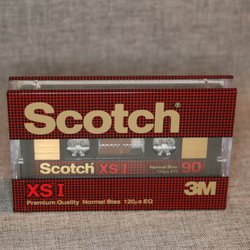 Scotch®
Scotch XS I Normal Bias 120µs EQ 90
XS I
Premium Quality Normal Bias 120µs EQ
3M